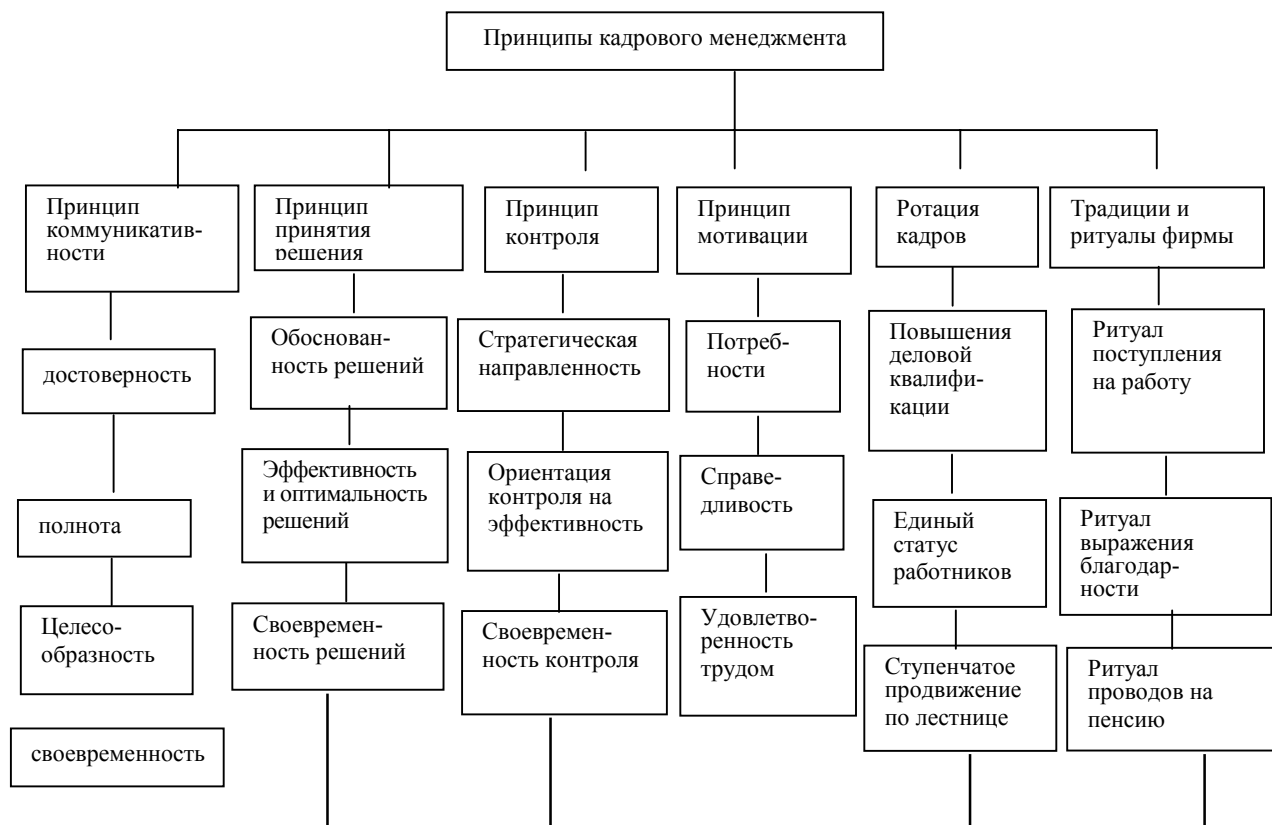 Принципы кадрового менеджмента
Принцип
коммуникатив-
ности
Принцип
принятия
решения
Принцип
контроля
Принцип
мотивации
Ротация
кадров
Традиции и
ритуалы фирмы
достоверность
полнота
Целесо-
образность
своевременность
Обоснован-
ность решений
Эффективность
и оптимальность
решений
Своевремен-
ность решений
Стратегическая
направленность
Ориентация
контроля на
эффективность
Своевремен-
ность контроля
Потреб-
ности
Справе-
дливость
Удовлетво-
ренность
трудом
Повышения
деловой
квалифи-
кации
Единый
статус
работников
Ступенчатое
продвижение
по лестнице
Ритуал
поступления
на работу
Ритуал
выражения
благодар-
ности
Ритуал
проводов на
пенсию